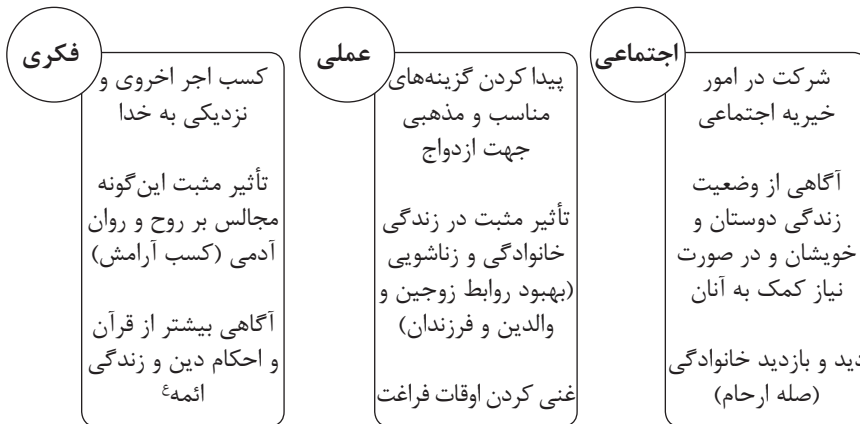 اجتماعی
شرکت در امور
خیریه اجتماعی
آگاهی از وضعیت
زندگی دوستان و
خویشان و در صورت
نیاز کمک به آنان
دید و بازدید خانوادگی
(صله ارحام)
عملی
پیدا کردن گزینه‌های
مناسب و مذهبی
جهت ازدواج
تأثیر مثبت در زندگی
خانوادگی و زناشویی
(بهبود روابط زوجین و
والدین و فرزندان)
غنی کردن اوقات فراغت
فکری
کسب اجر اخروی و
نزدیکی به خدا
تأثیر مثبت این‌گونه
مجالس بر روح و روان
آدمی (کسب آرامش)
آگاهی بیشتر از قرآن
و احکام دین و زندگی
ائمه ع